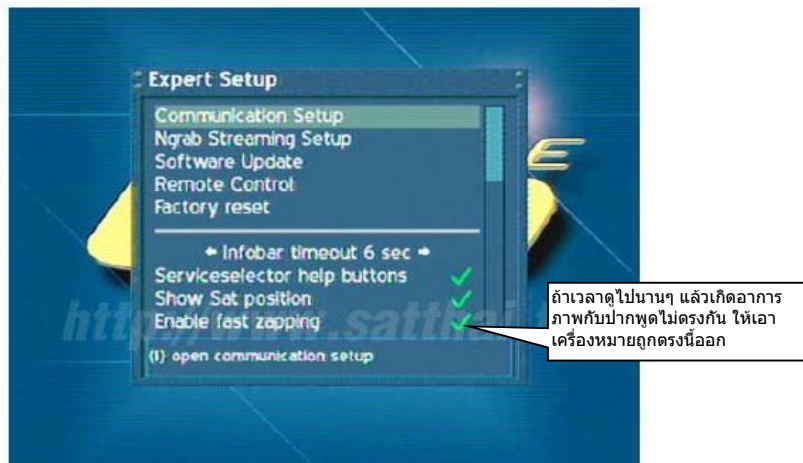 Expert Setup
Communication Setup
Ngrab Streaming Setup
Software Update
Remote Control
Factory reset
Infobar timeout 6 sec
Serviceselector help buttons
Show Sat position
Enable fast zapping
(i) open communication setup
ถ้าเวลาดูไปนานๆ แล้วเกิดอาการ
ภาพกับปากพูดไม่ตรงกัน ให้เอา
เครื่องหมายถูกตรงนี้ออก